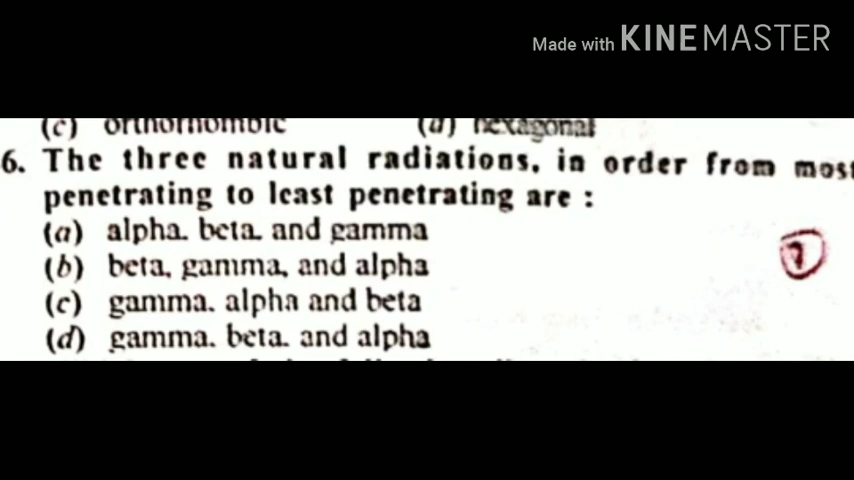 Made with KINEMASTER
(c) orthorhombic (d) hexagonal
6. The three natural radiations, in order from most
penetrating to least penetrating are :
(a) alpha. beta. and gamma
(b) beta, gamma, and alpha
(c) gamma. alpha and beta
(d) gamma. beta. and alpha